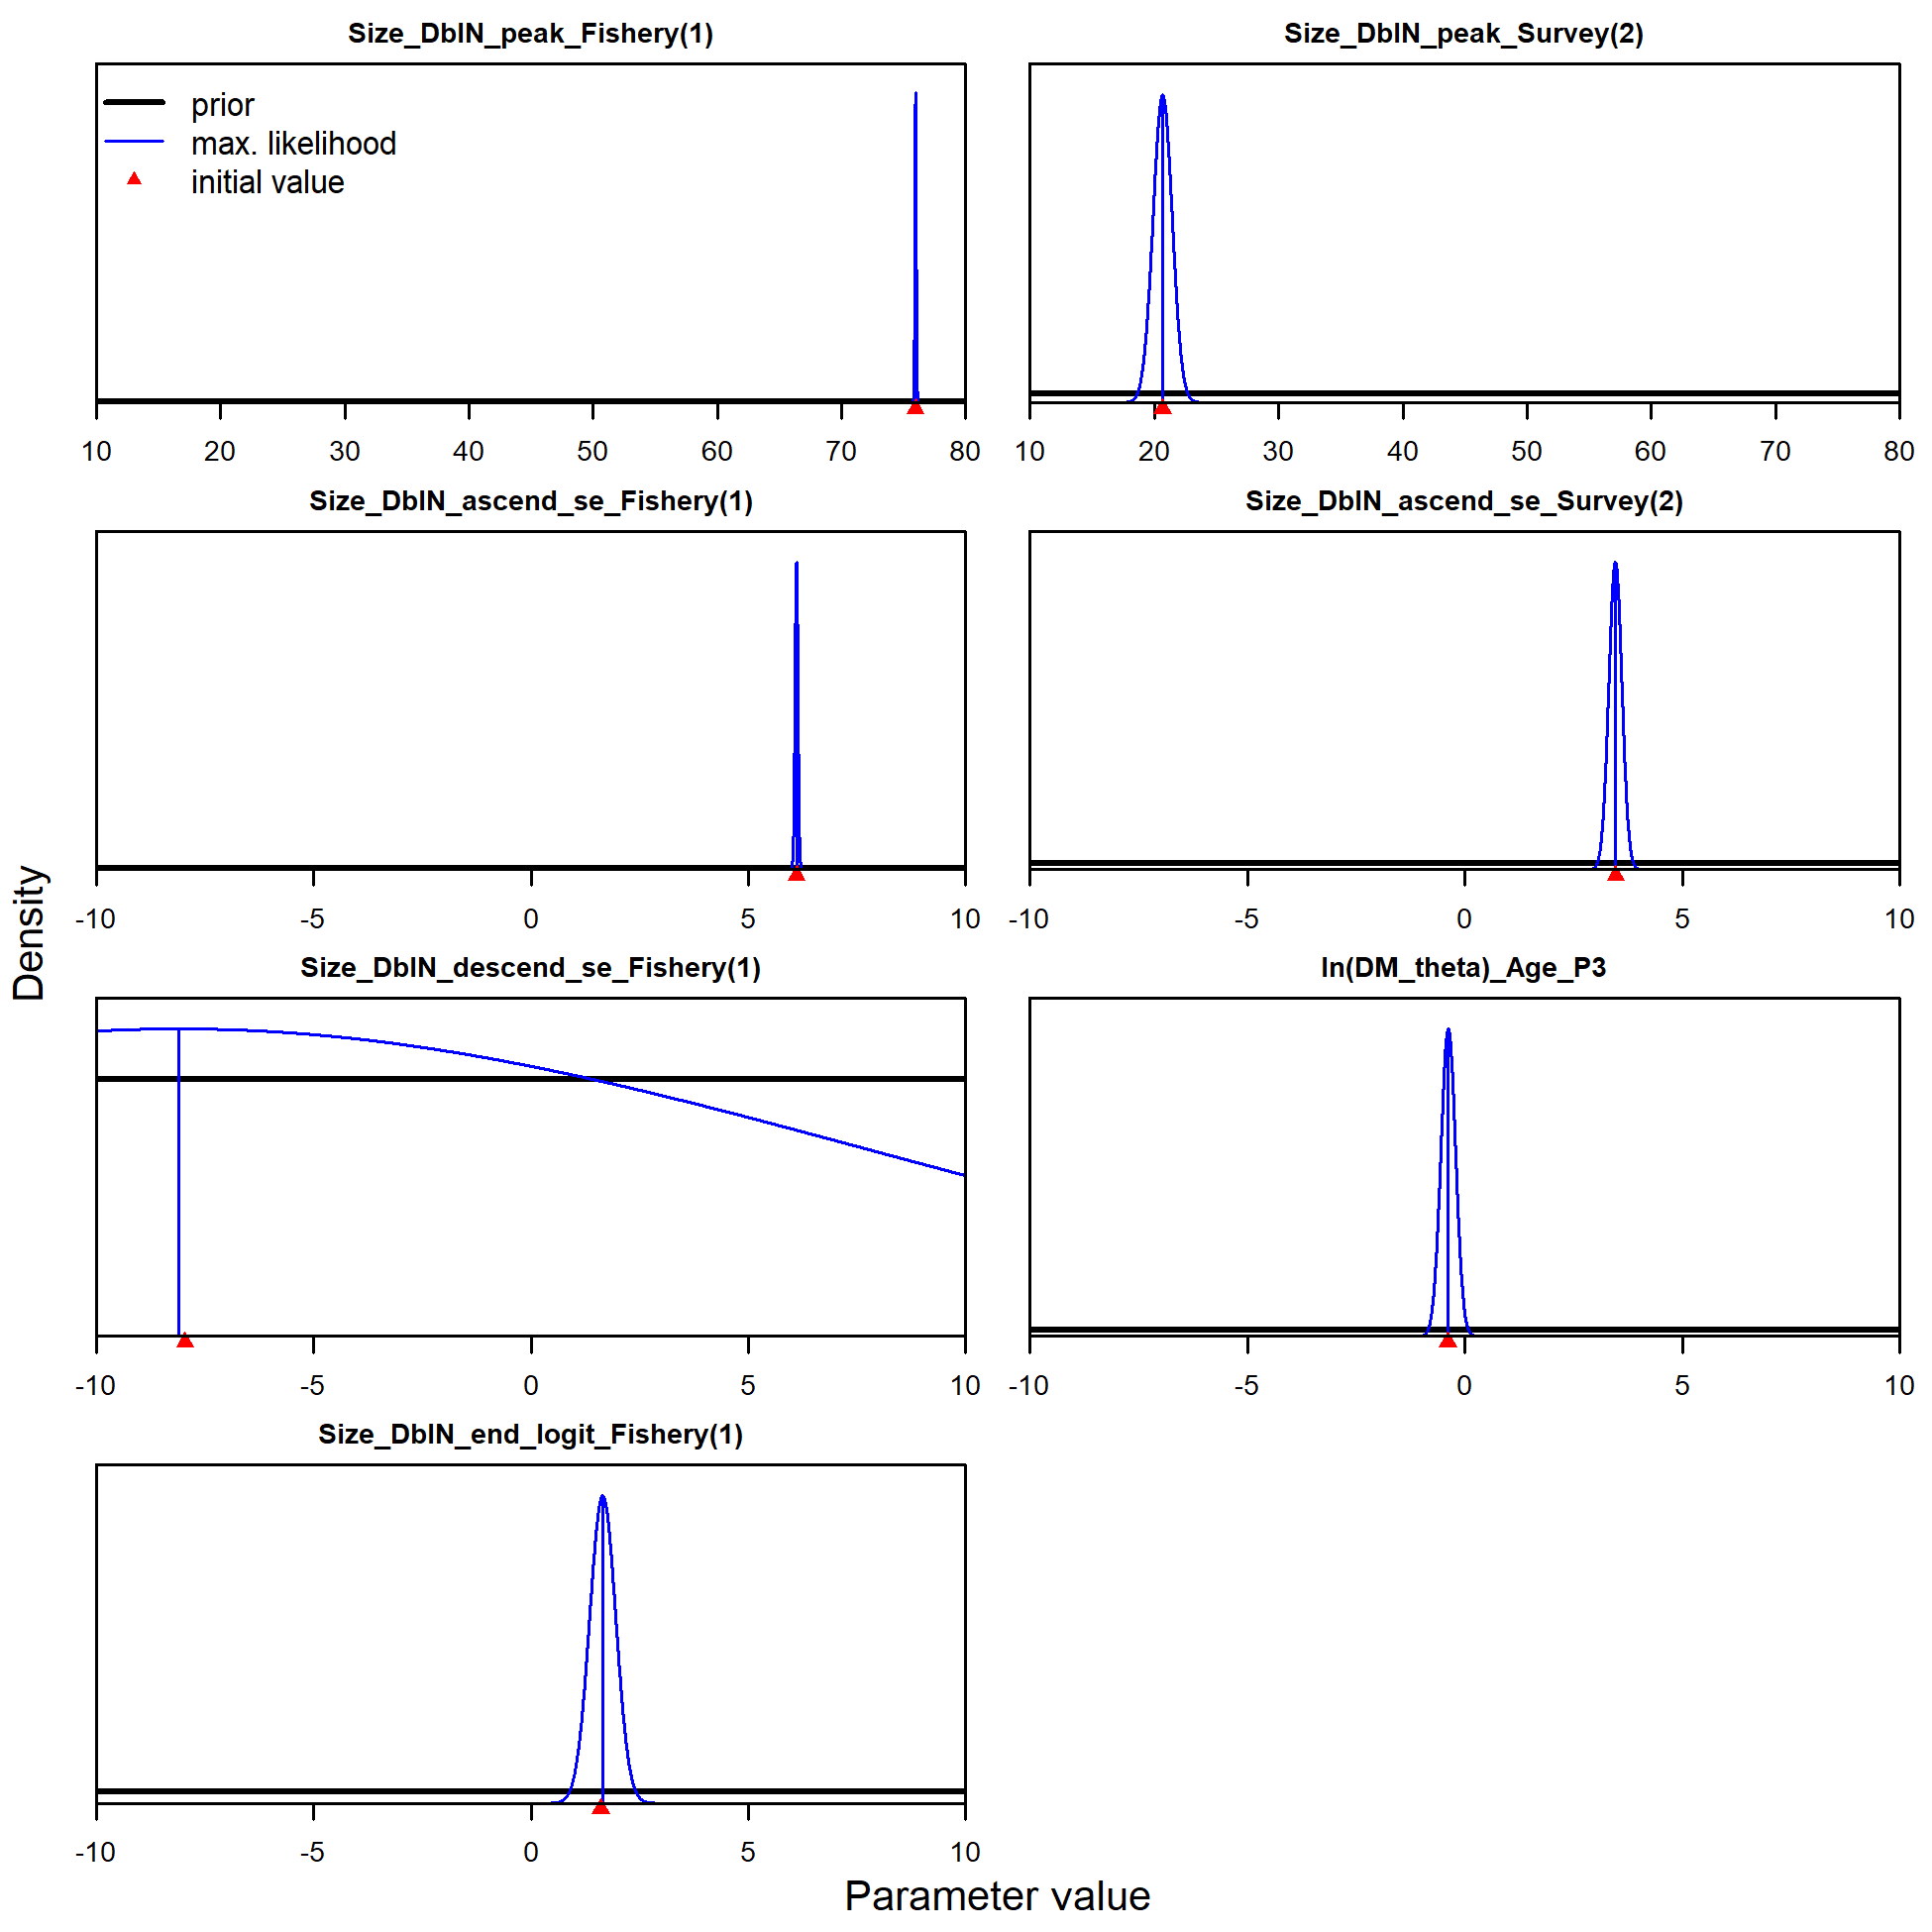 Size_DblN_peak_Fishery(1)
Size_DblN_peak_Survey(2)
prior
max. likelihood
initial value
10 20 30 40 50 60 70 80
10 20 30 40 50 60 70 80
Size_DblN_ascend_se_Fishery(1)
Size_DblN_ascend_se_Survey(2)
-10 -5 0 5 10
-10 -5 0 5 10
Size_DblN_descend_se_Fishery(1)
ln(DM_theta)_Age_P3
-10 -5 0 5 10
-10 -5 0 5 10
Size_DblN_end_logit_Fishery(1)
-10 -5 0 5 10
Density
Parameter value